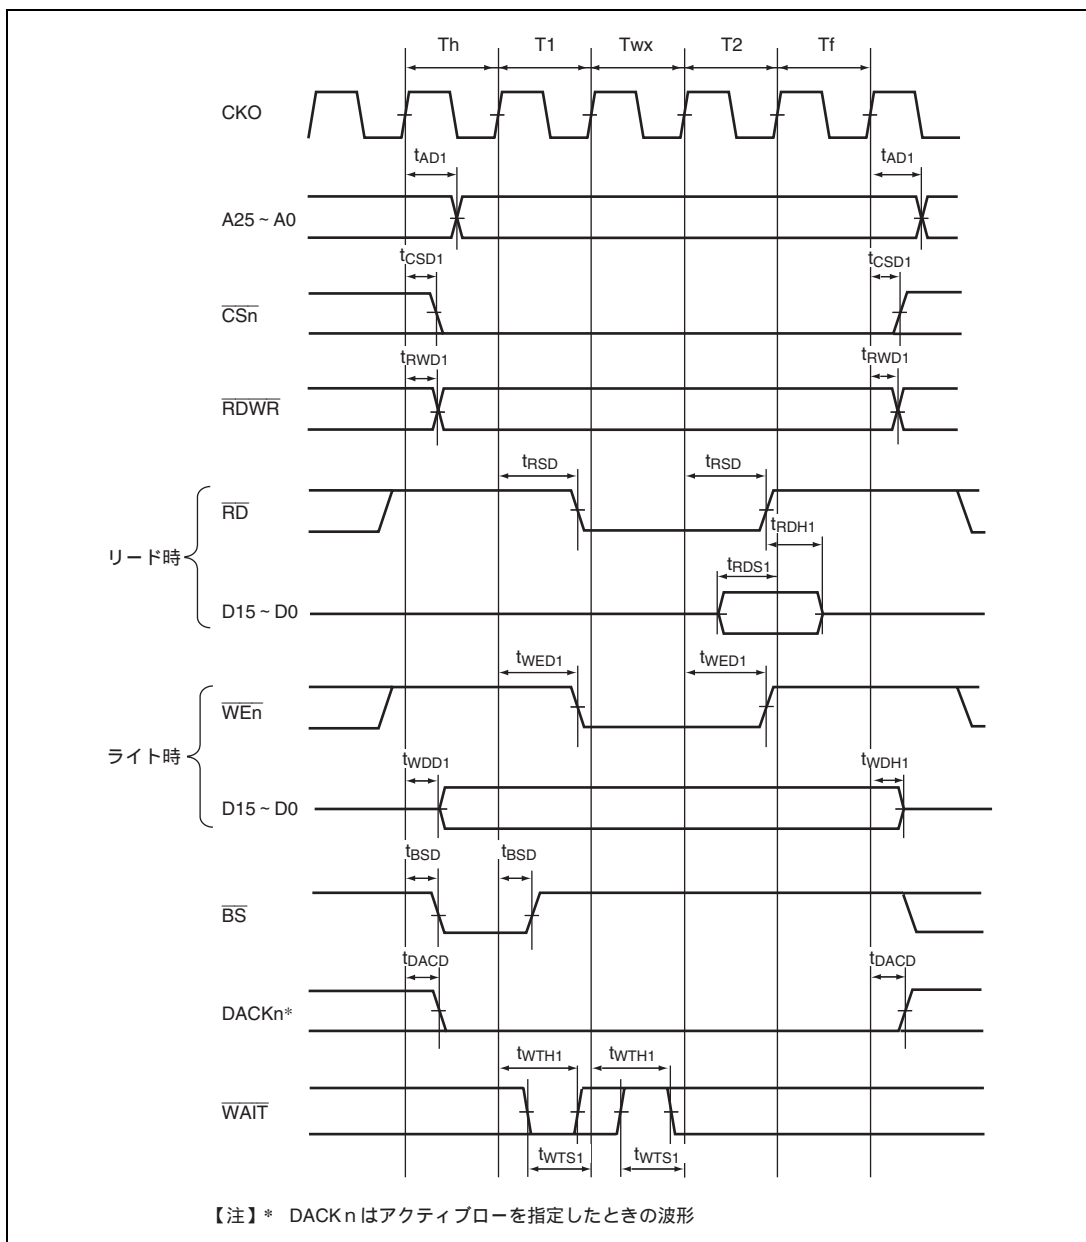 Th T1 Twx T2 Tf
CKO
tAD1 tAD1
A25 ~ A0
tCSD1 tCSD1
CSn
tRWD1 tRWD1
RDWR
tRSD tRSD
RD
tRDH1
リード時
tRDS1
D15 ~ D0
tWED1 tWED1
WEn
ライト時
tWDD1 tWDH1
D15 ~ D0
tBSD tBSD
BS
tDACD tDACD
DACKn*
tWTH1 tWTH1
WAIT
tWTS1 tWTS1
【注】* DACK n はアクティブローを指定したときの波形